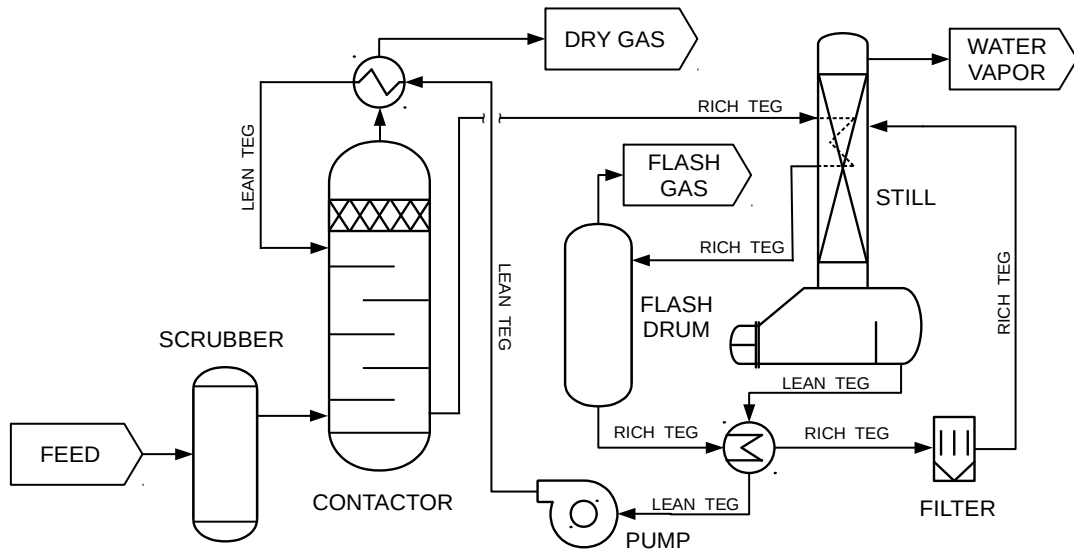 DRY GAS
WATER
VAPOR
RICH TEG
LEAN TEG
FLASH
GAS
STILL
RICH TEG
LEAN TEG
RICH TEG
FLASH
DRUM
SCRUBBER
LEAN TEG
FEED
RICH TEG
RICH TEG
CONTACTOR
LEAN TEG
FILTER
PUMP